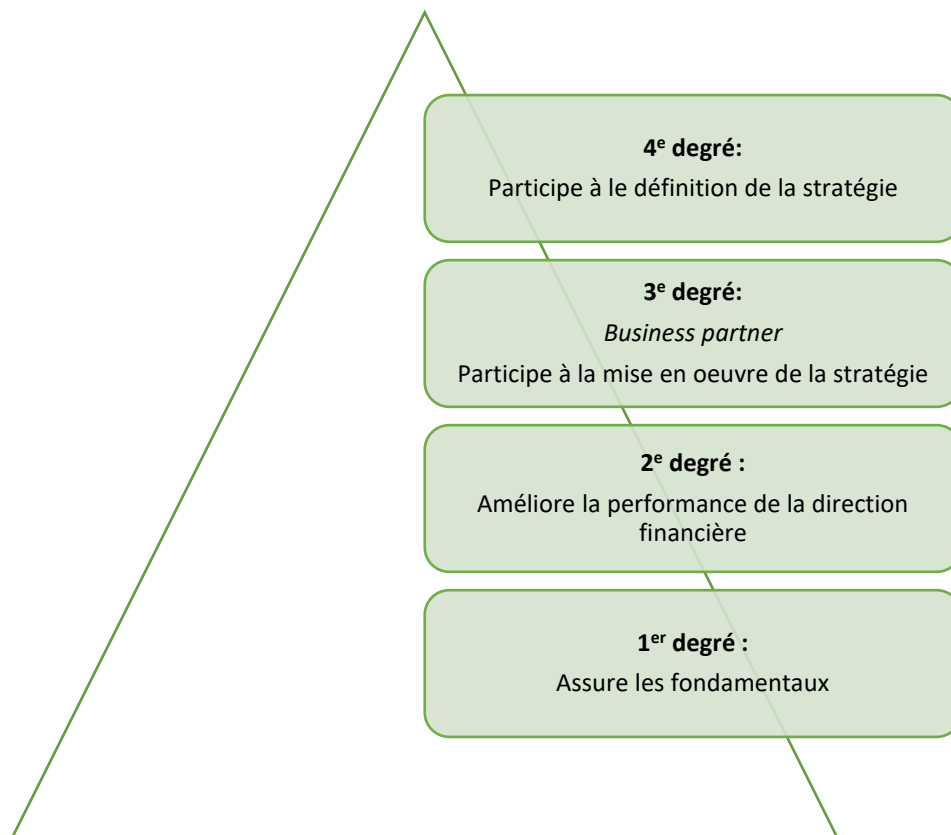 4e degré:
Participe à le définition de la stratégie
3e degré:
Business partner
Participe à la mise en oeuvre de la stratégie
2e degré :
Améliore la performance de la direction
financière
1er degré :
Assure les fondamentaux